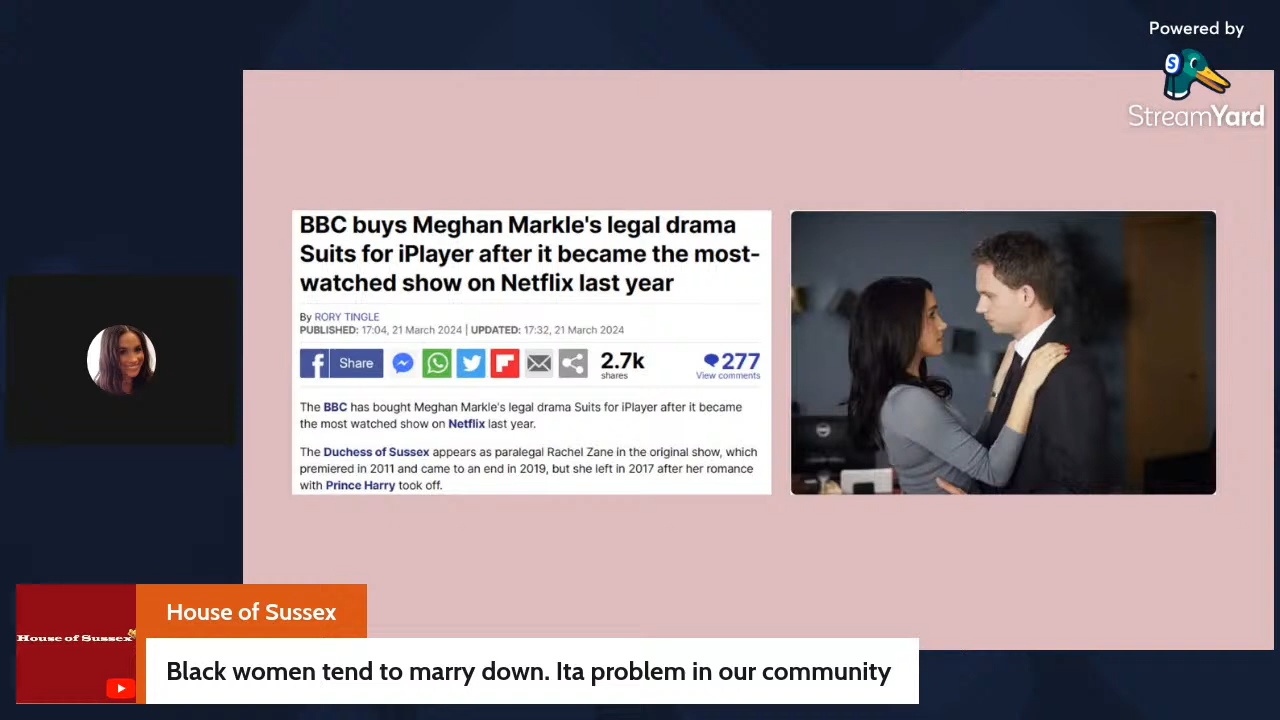 Powered by
S
StreamYard
BBC buys Meghan Markle's legal drama
Suits for iPlayer after it became the most-
watched show on Netflix last year
By RORY TINGLE
PUBLISHED: 17:04, 21 March 2024 | UPDATED: 17:32, 21 March 2024
f Share
2.7k
shares
277
View comments
The BBC has bought Meghan Markle's legal drama Suits for iPlayer after it became
the most watched show on Netflix last year.
The Duchess of Sussex appears as paralegal Rachel Zane in the original show, which
premiered in 2011 and came to an end in 2019, but she left in 2017 after her romance
with Prince Harry took off.
House of Sussex
House of Sussex
Black women tend to marry down. Ita problem in our community